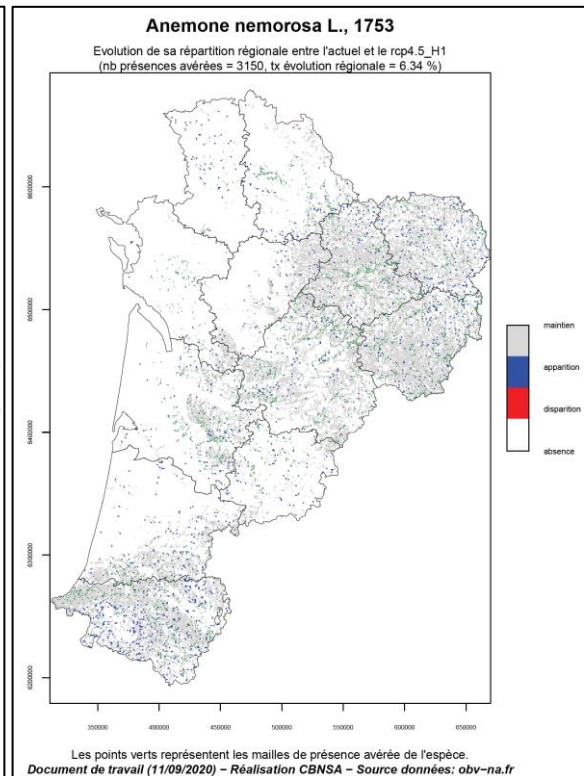 Anemone nemorosa L., 1753
Evolution de sa répartition régionale entre l'actuel et le rcp4.5_H1
(nb présences avérées = 3150, tx évolution régionale = 6.34 %)
6600000
6500000
6400000
6300000
6200000
maintien
apparition
disparition
absence
350000 400000 450000 500000 550000 600000 650000
Les points verts représentent les mailles de présence avérée de l'espèce.
Document de travail (11/09/2020) − Réalisation CBNSA − Source données: obv−na.fr